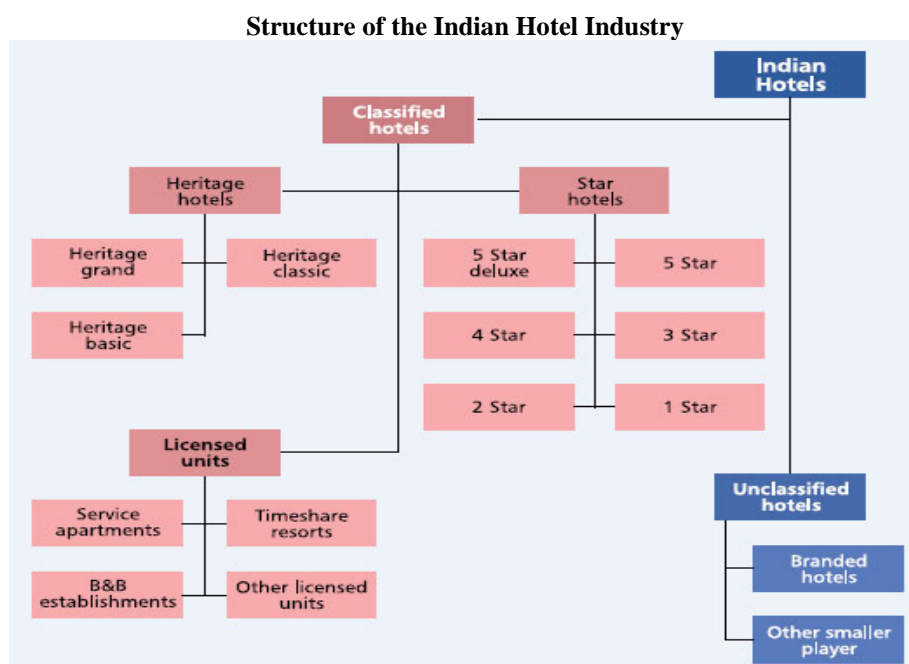 Structure of the Indian Hotel Industry
Indian
Hotels
Classified
hotels
Heritage
hotels
Star
hotels
Heritage
grand
Heritage
classic
5 Star
deluxe
5 Star
Heritage
basic
4 Star
3 Star
2 Star
1 Star
Licensed
units
Service
apartments
Timeshare
resorts
B&B
establishments
Other licensed
units
Unclassified
hotels
Branded
hotels
Other smaller
player